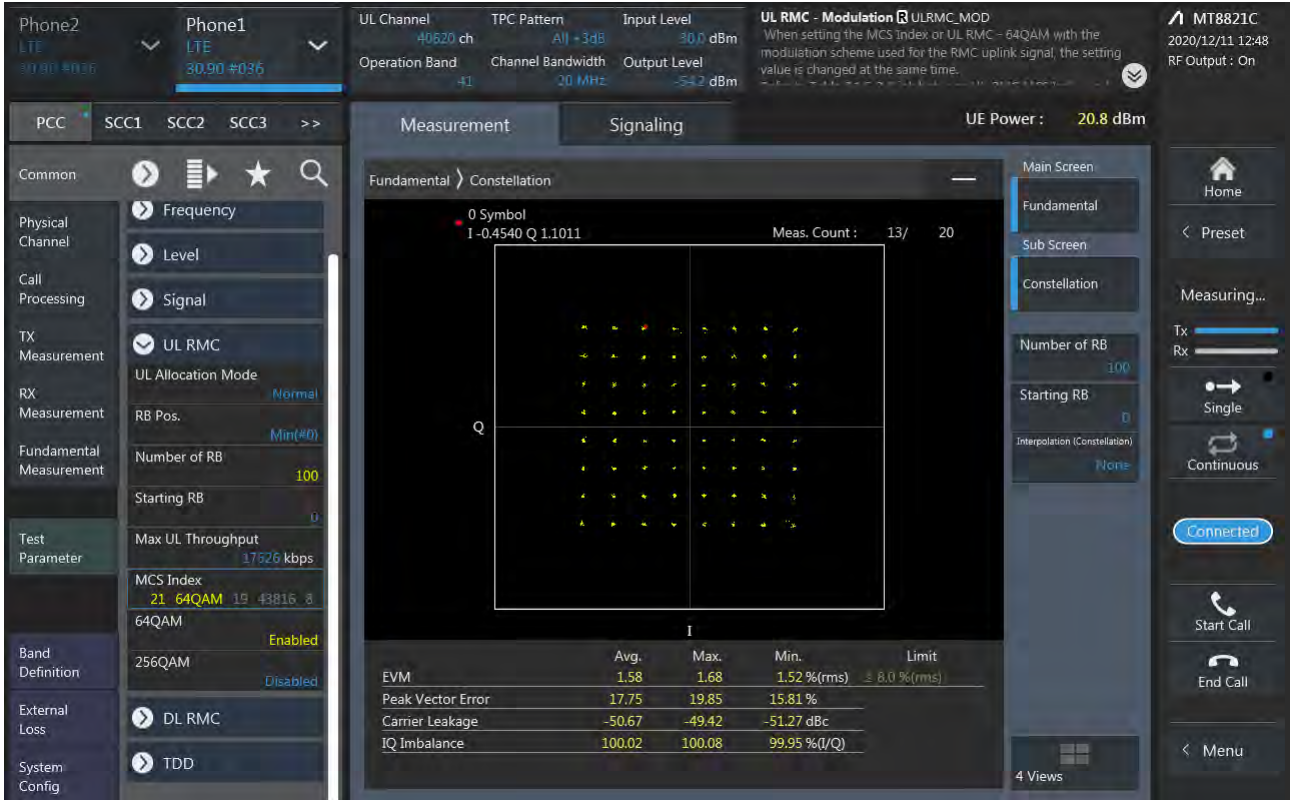 Phone2
LTE
30.90 #036
Phone1
LTE
30.90 #036
UL Channel
40620 ch
TPC Pattern
All +3dB
Input Level
30.0 dBm
Operation Band
41
Channel Bandwidth
20 MHz
Output Level
-54.2 dBm
UL RMC - Modulation R ULRMC_MOD
When setting the MCS Index or UL RMC - 64QAM with the
modulation scheme used for the RMC uplink signal, the setting
value is changed at the same time.
MT8821C
2020/12/11 12:48
RF Output : On
PCC SCC1 SCC2 SCC3 >>
Measurement
Signaling
UE Power : 20.8 dBm
Common
Physical
Channel
Call
Processing
TX
Measurement
RX
Measurement
Fundamental
Measurement
Test
Parameter
Band
Definition
External
Loss
System
Config
Frequency
Level
Signal
UL RMC
UL Allocation Mode
Normal
RB Pos.
Min(#0)
Number of RB
100
Starting RB
0
Max UL Throughput
17626 kbps
MCS Index
21 64QAM 19 43816 8
64QAM
Enabled
256QAM
Disabled
DL RMC
TDD
Fundamental > Constellation
0 Symbol
I -0.4540 Q 1.1011
Meas. Count : 13/ 20
Q
I
Avg. Max. Min. Limit
EVM 1.58 1.68 1.52 %(rms) ≤ 8.0 %(rms)
Peak Vector Error 17.75 19.85 15.81 %
Carrier Leakage -50.67 -49.42 -51.27 dBc
IQ Imbalance 100.02 100.08 99.95 %(I/Q)
Main Screen
Fundamental
Sub Screen
Constellation
Number of RB
100
Starting RB
0
Interpolation (Constellation)
None
4 Views
Home
< Preset
Measuring...
Tx
Rx
Single
Continuous
Connected
Start Call
End Call
< Menu